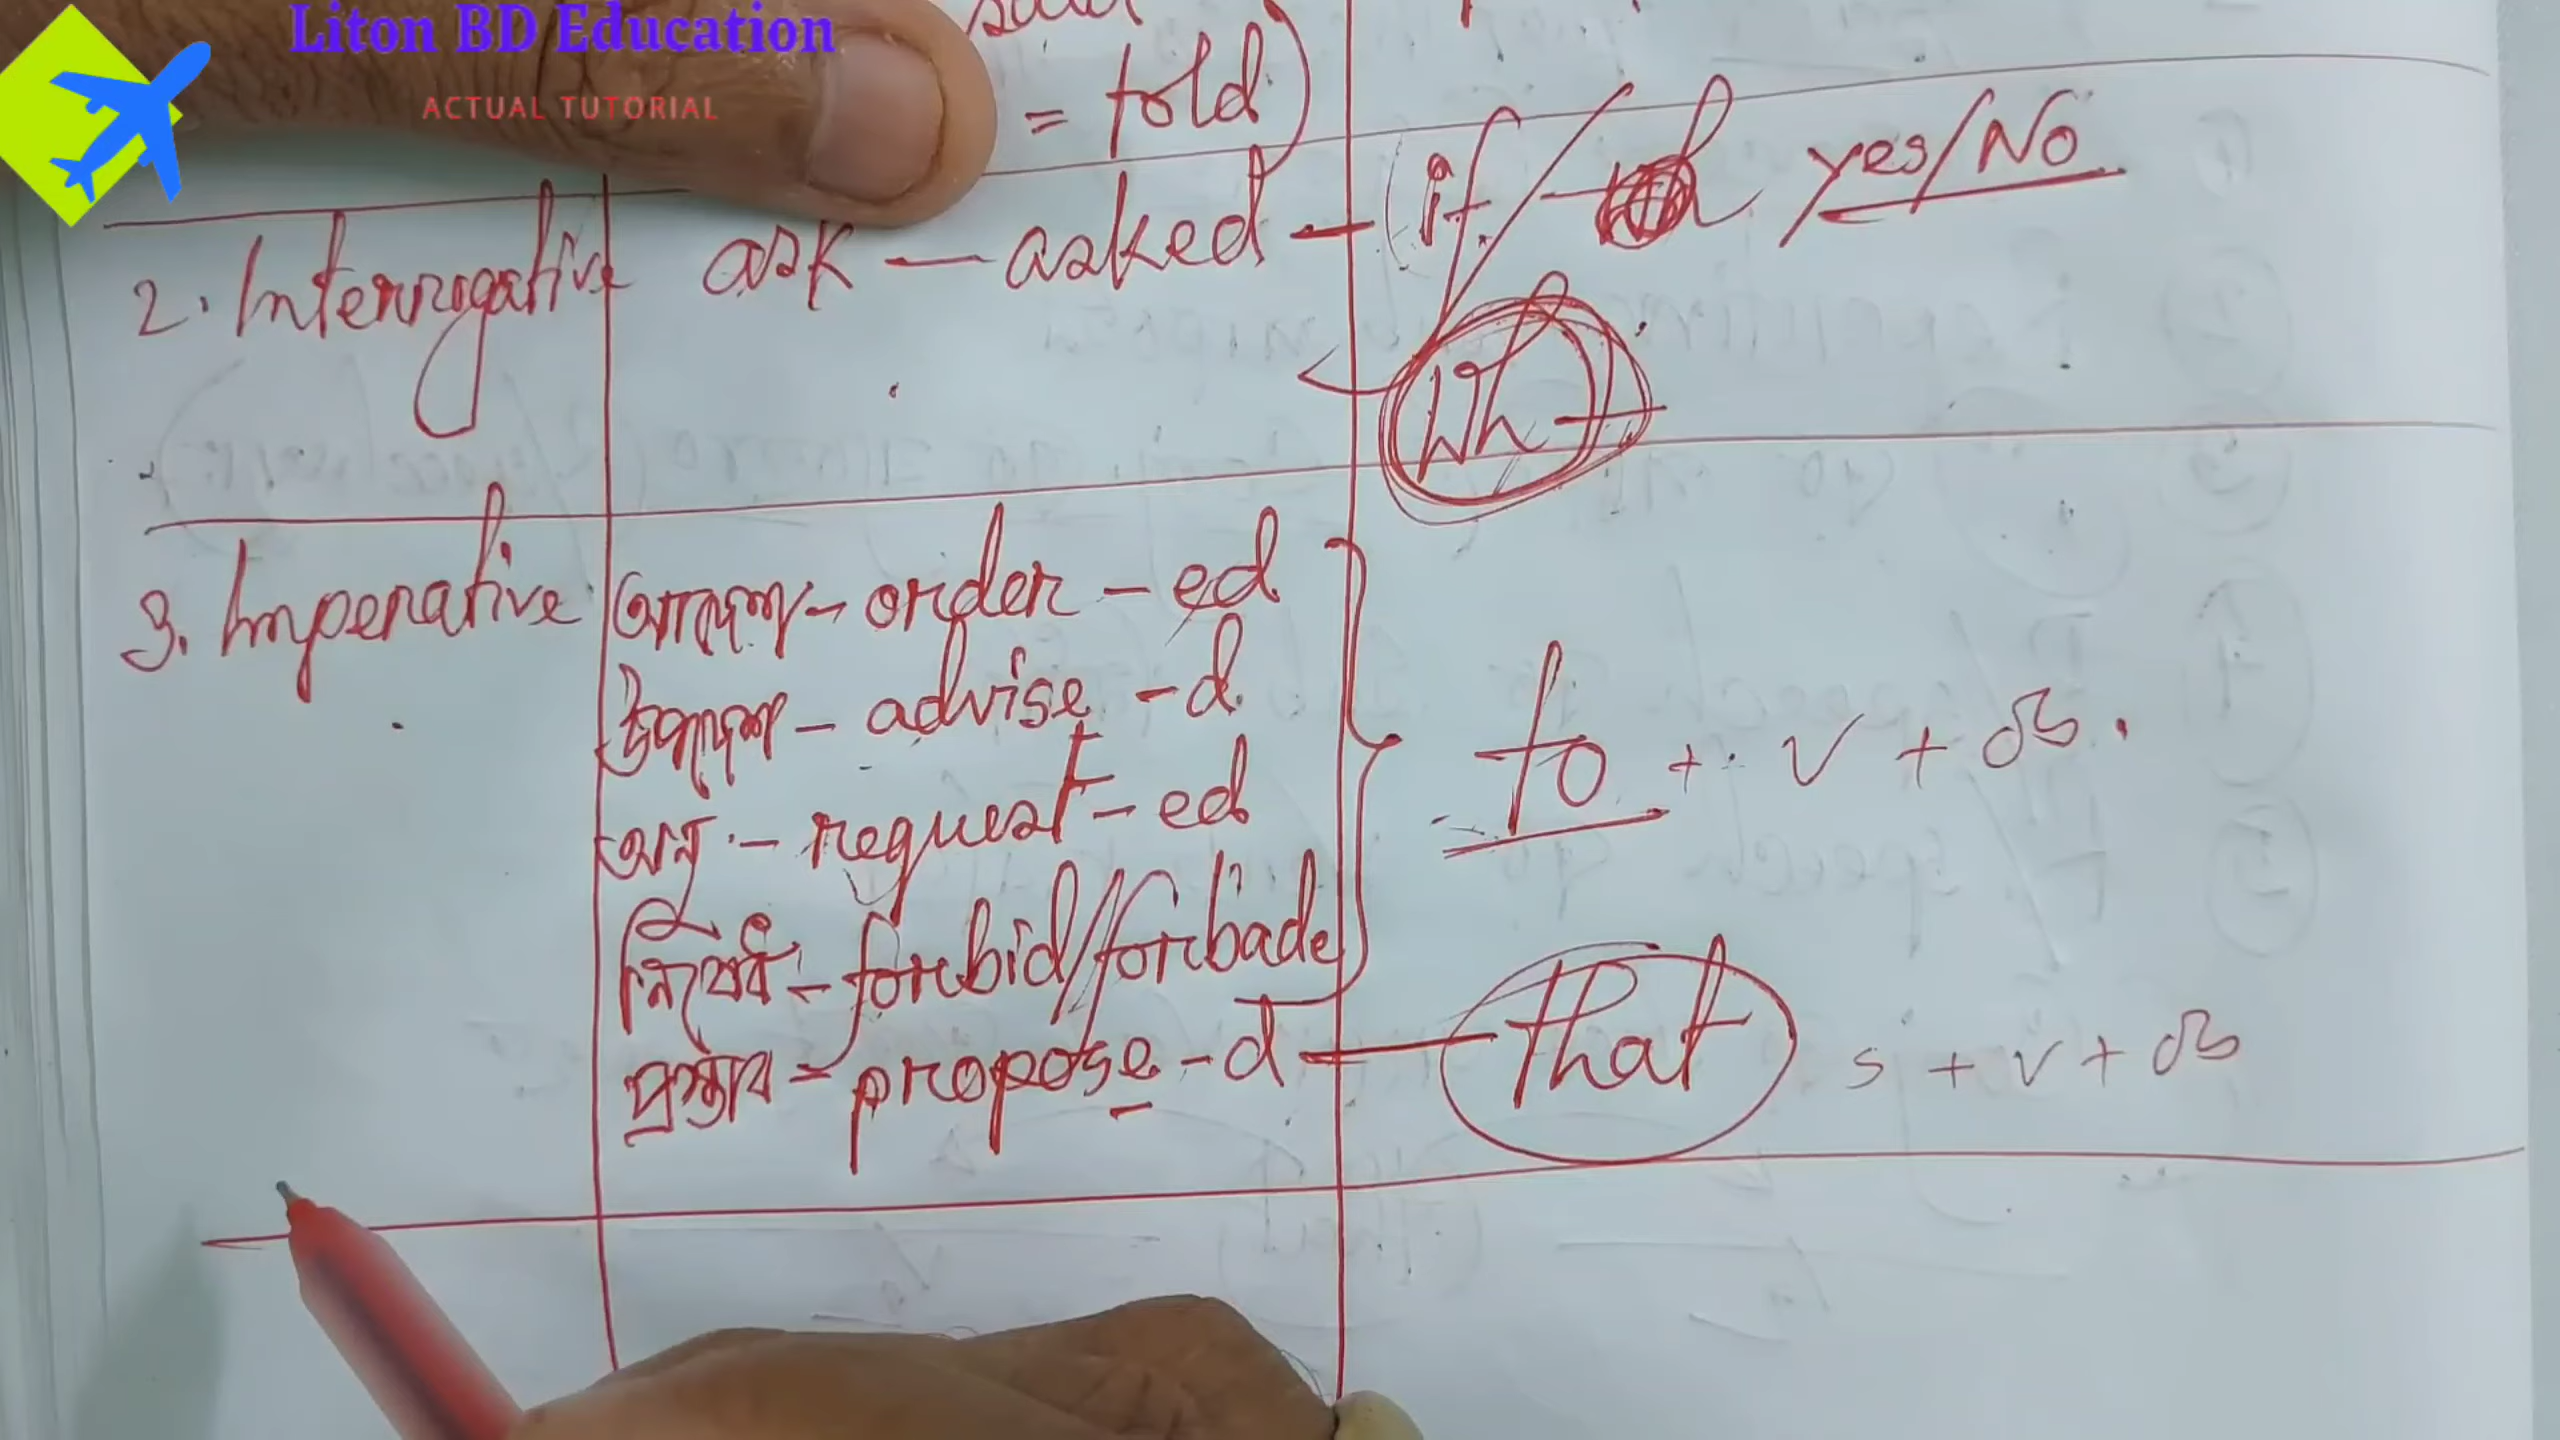 Liton BD Education
ACTUAL TUTORIAL
said
= told)
2. Interrogative ask — asked — (if / yes/No
Wh-
3. Imperative আদেশ - order - ed
উপদেশ - advise - d
to + v + ob.
অনু - request - ed
নিষেধ - forbid/forbade
প্রস্তাব - propose - d — that s + v + ob